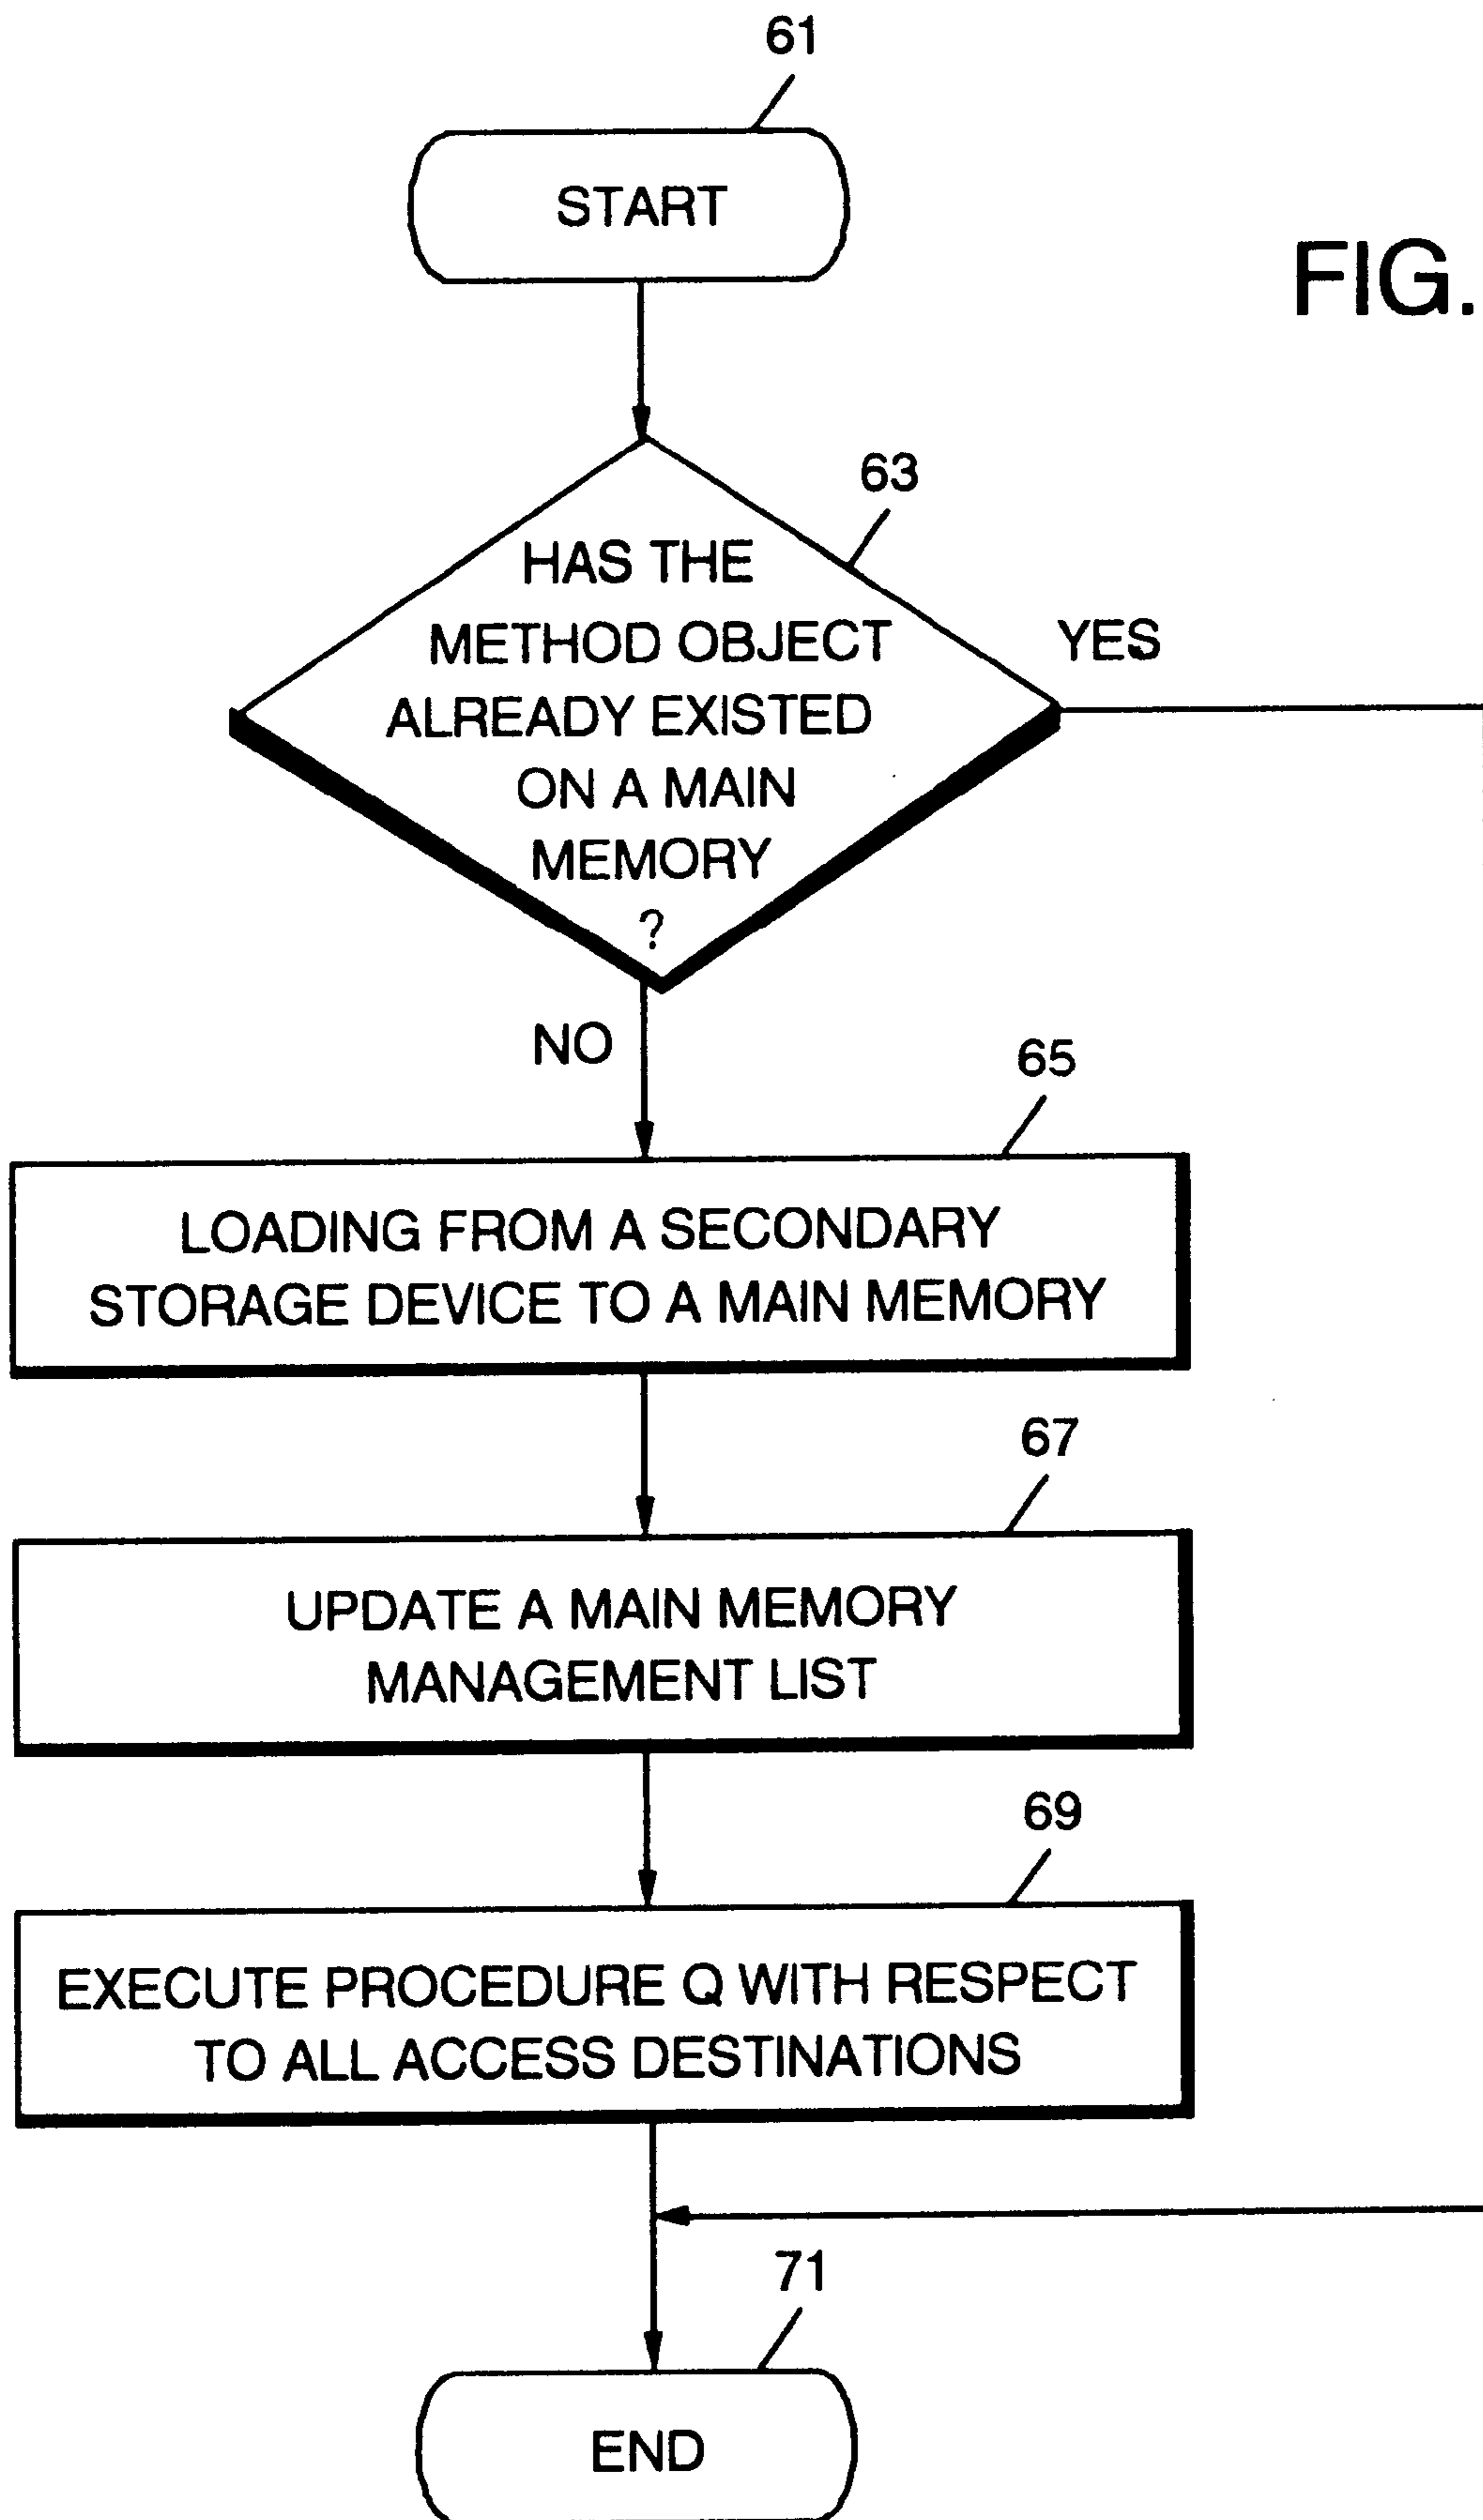 61
START
FIG.
63
HAS THE
METHOD OBJECT
ALREADY EXISTED
ON A MAIN
MEMORY
?
YES
NO
65
LOADING FROM A SECONDARY
STORAGE DEVICE TO A MAIN MEMORY
67
UPDATE A MAIN MEMORY
MANAGEMENT LIST
69
EXECUTE PROCEDURE Q WITH RESPECT
TO ALL ACCESS DESTINATIONS
71
END